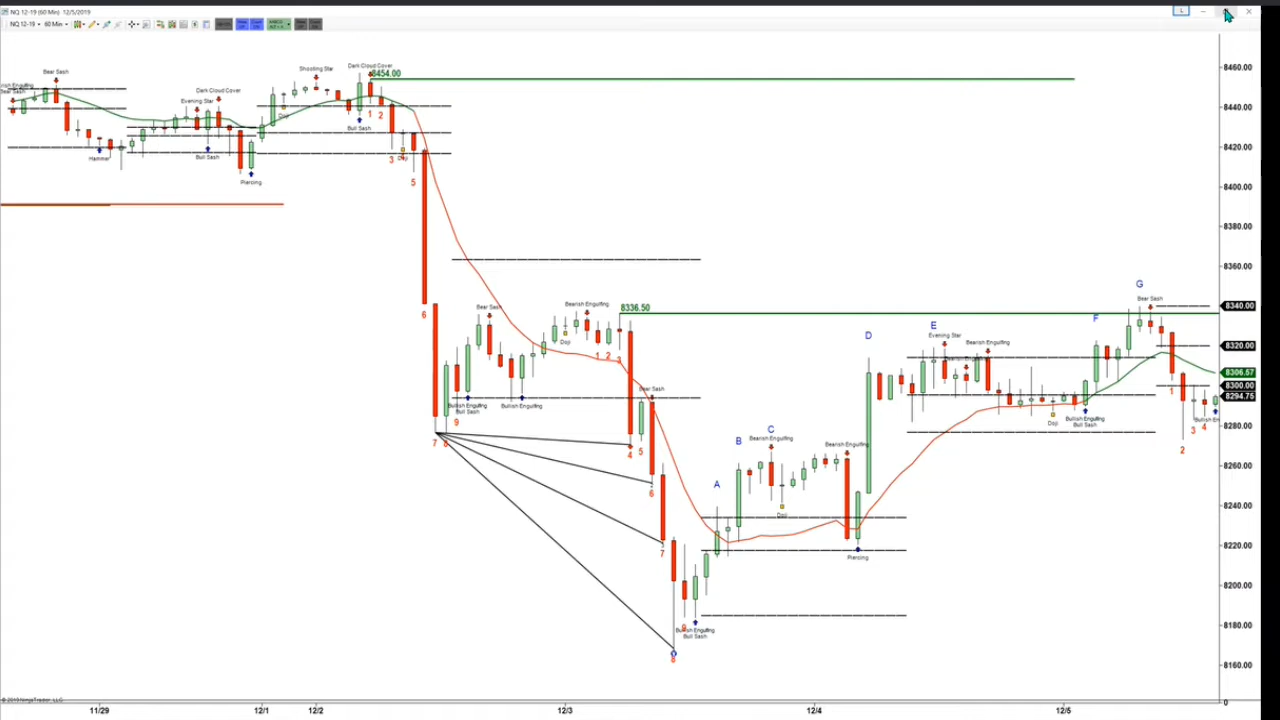 NQ 12-19 (60 Min) 12/5/2019
NQ 12-19
60 Min
L
8460.00
8440.00
8420.00
8400.00
8380.00
8360.00
8340.00
8320.00
8306.57
8300.00
8294.75
8280.00
8260.00
8240.00
8220.00
8200.00
8180.00
8160.00
0
Bear Sash
Shooting Star
Dark Cloud Cover
8454.00
Bear Sash
Evening Star
Dark Cloud Cover
Doji
1 2
Bull Sash
Hammer
Bull Sash
3
Doji
Piercing
5
6
Bear Sash
Bearish Engulfing
8336.50
Doji
1 2 3
Bear Sash
Bullish Engulfing
Bull Sash
Bullish Engulfing
9
7 8
4
5
6
7
8
9
Bullish Engulfing
Bull Sash
A
B
C
Bearish Engulfing
Doji
Bearish Engulfing
Piercing
D
E
Evening Star
Bearish Engulfing
Doji
F
Bullish Engulfing
Bull Sash
G
Bear Sash
1
2
3
4
Bullish En
© 2019 NinjaTrader, LLC
11/29
12/1
12/2
12/3
12/4
12/5